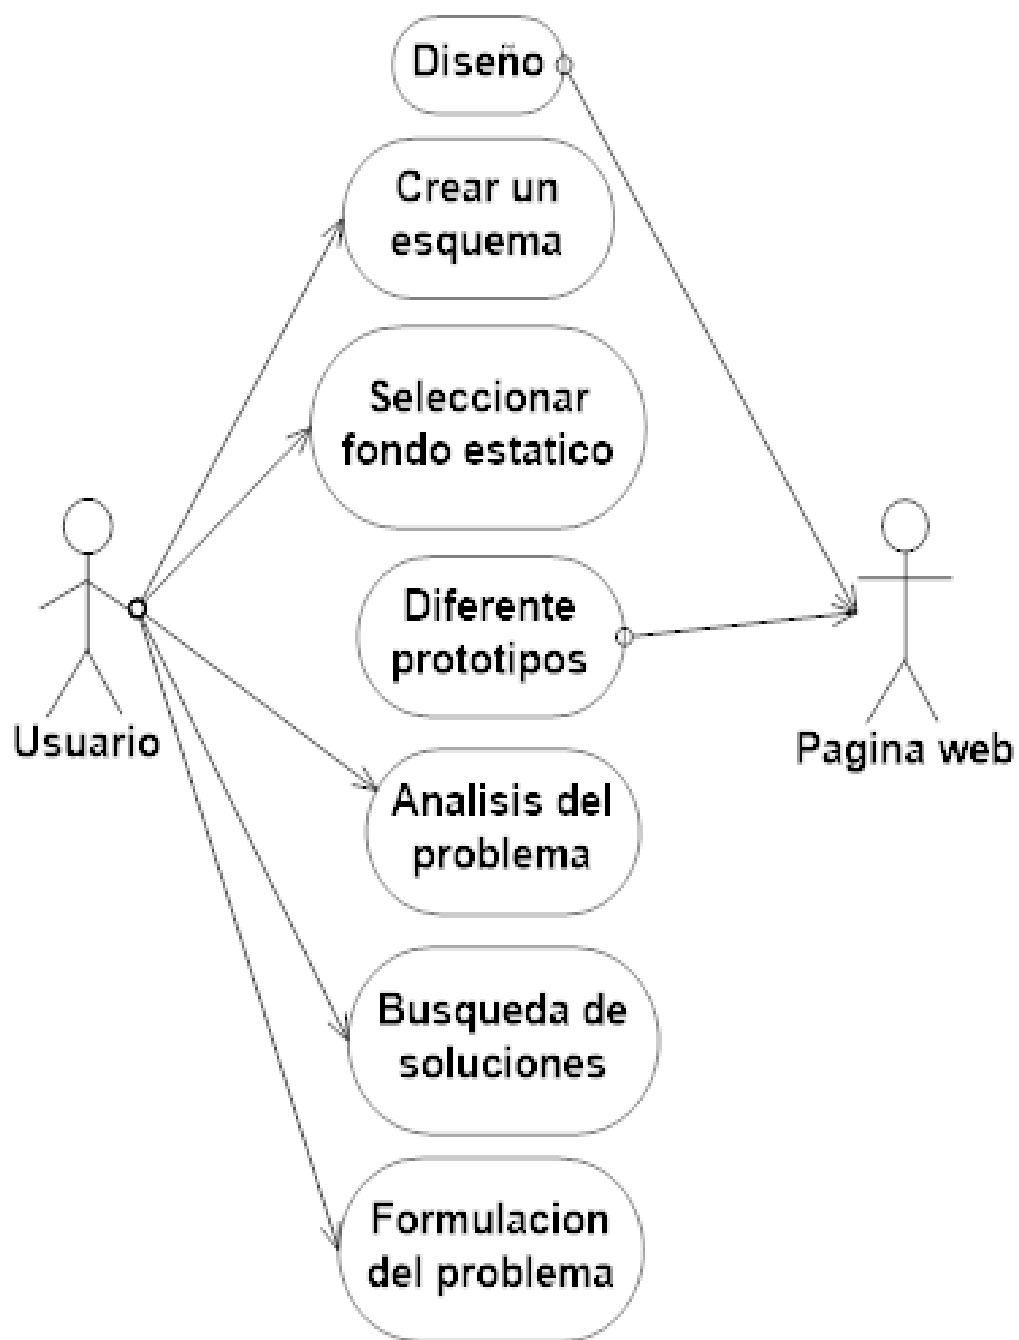 Diseño
Crear un
esquema
Seleccionar
fondo estatico
Diferente
prototipos
Usuario
Pagina web
Analisis del
problema
Busqueda de
soluciones
Formulacion
del problema